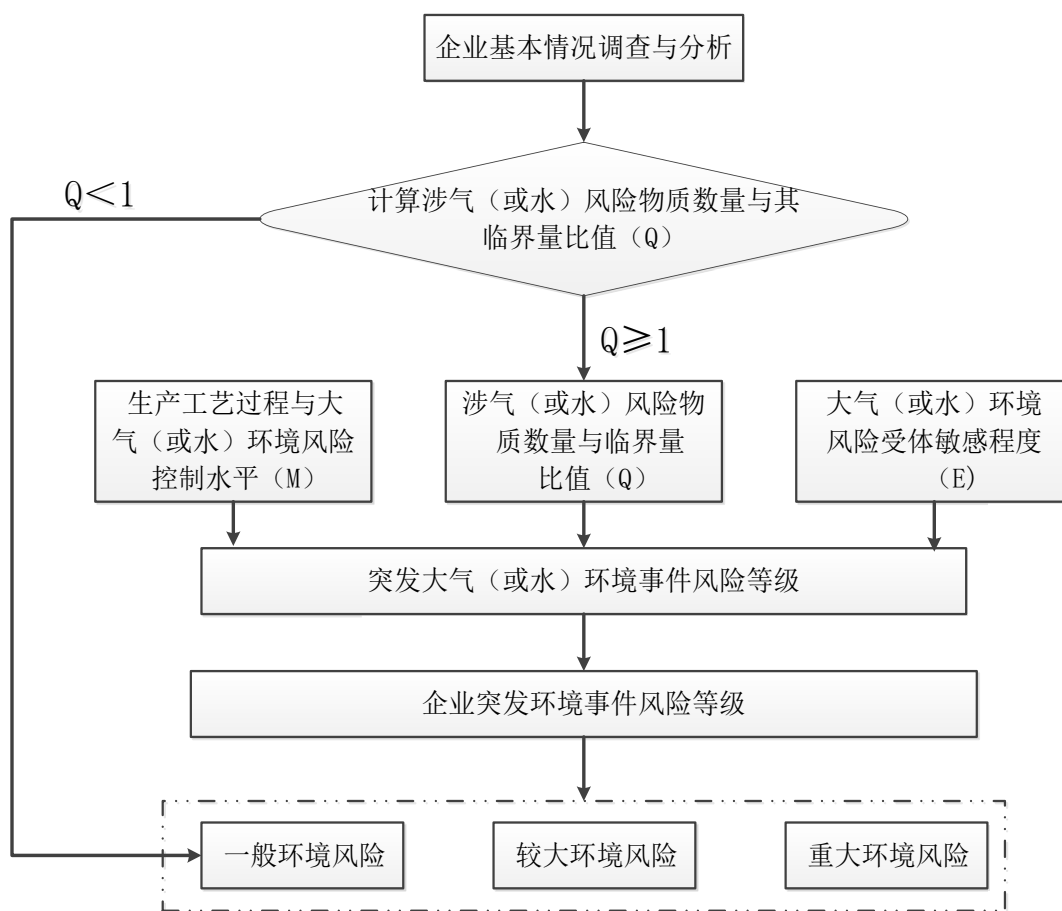 企业基本情况调查与分析
Q＜1
计算涉气（或水）风险物质数量与其
临界量比值（Q）
Q≥1
生产工艺过程与大
气（或水）环境风险
控制水平（M）
涉气（或水）风险物
质数量与临界量
比值（Q）
大气（或水）环境
风险受体敏感程度
（E)
突发大气（或水）环境事件风险等级
企业突发环境事件风险等级
一般环境风险
较大环境风险
重大环境风险